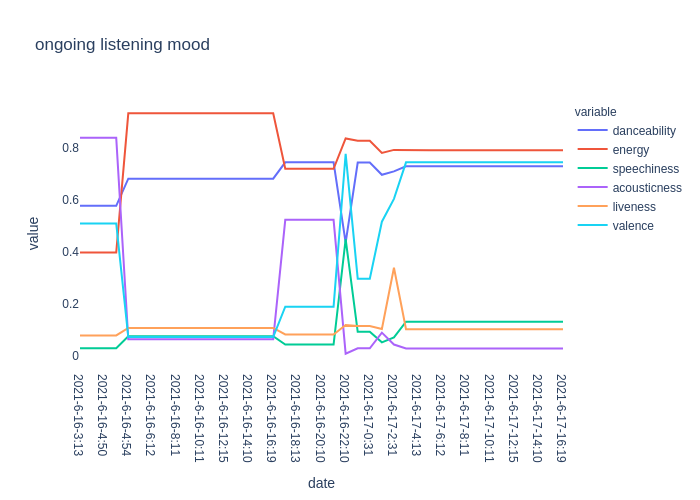 ongoing listening mood
variable
danceability
energy
speechiness
acousticness
liveness
valence
value
0.8
0.6
0.4
0.2
0
2021-6-16-3:13
2021-6-16-4:50
2021-6-16-4:54
2021-6-16-6:12
2021-6-16-8:11
2021-6-16-10:11
2021-6-16-12:15
2021-6-16-14:10
2021-6-16-16:19
2021-6-16-18:13
2021-6-16-20:10
2021-6-16-22:10
2021-6-17-0:31
2021-6-17-2:31
2021-6-17-4:13
2021-6-17-6:12
2021-6-17-8:11
2021-6-17-10:11
2021-6-17-12:15
2021-6-17-14:10
2021-6-17-16:19
date